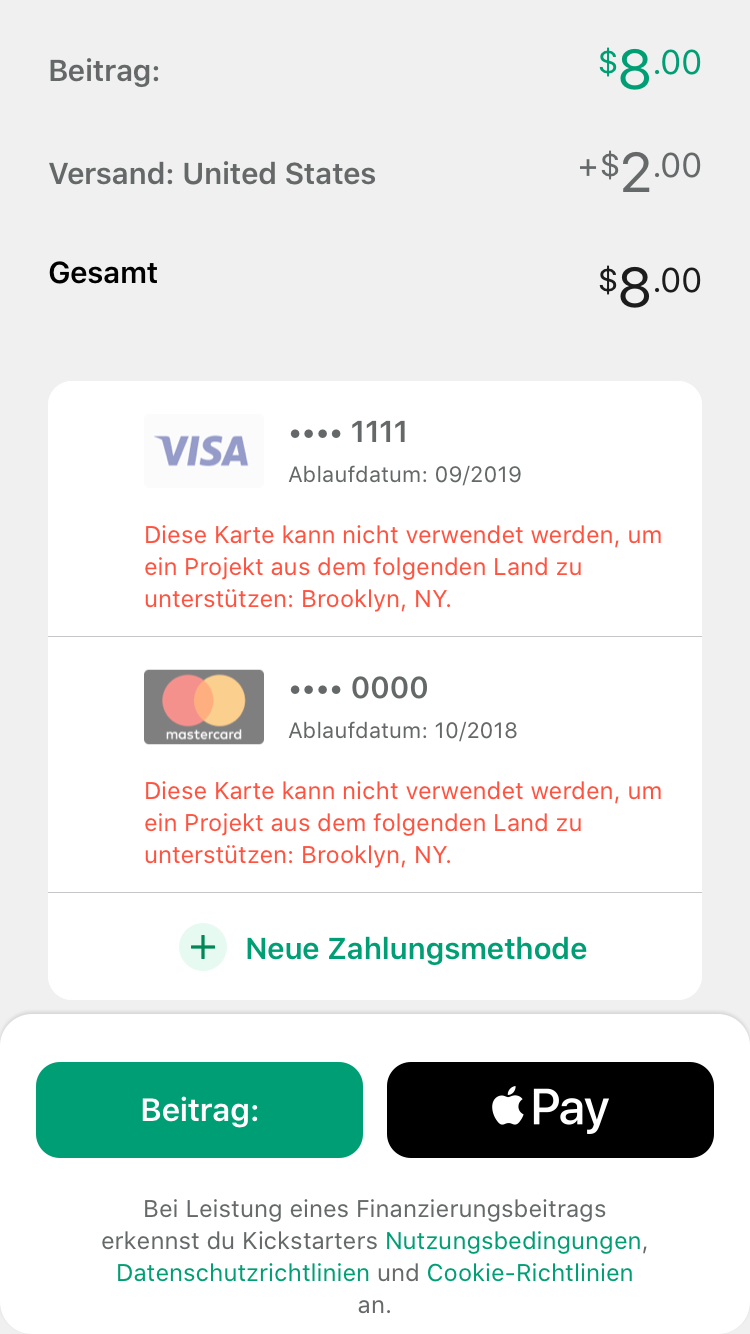 Beitrag: $8.00
Versand: United States +$2.00
Gesamt $8.00
VISA •••• 1111
Ablaufdatum: 09/2019
Diese Karte kann nicht verwendet werden, um
ein Projekt aus dem folgenden Land zu
unterstützen: Brooklyn, NY.
mastercard •••• 0000
Ablaufdatum: 10/2018
Diese Karte kann nicht verwendet werden, um
ein Projekt aus dem folgenden Land zu
unterstützen: Brooklyn, NY.
+ Neue Zahlungsmethode
Beitrag: Pay
Bei Leistung eines Finanzierungsbeitrags
erkennst du Kickstarters Nutzungsbedingungen,
Datenschutzrichtlinien und Cookie-Richtlinien
an.